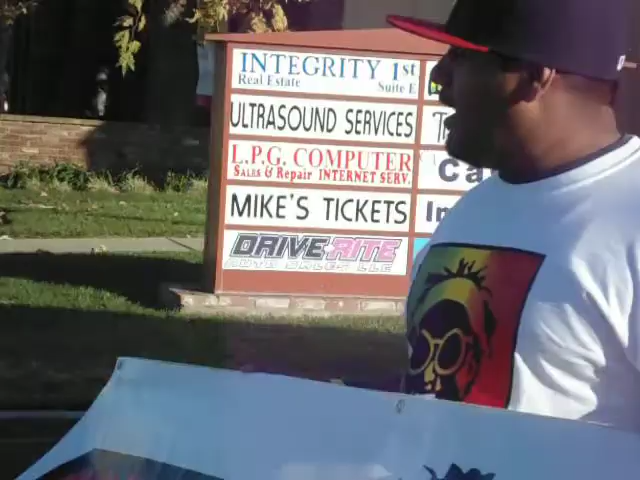 INTEGRITY 1st
Real Estate Suite E
ULTRASOUND SERVICES
L.P.G. COMPUTER
SALES & Repair INTERNET SERV.
MIKE'S TICKETS
DRIVE-RITE
AUTO SALES LLC